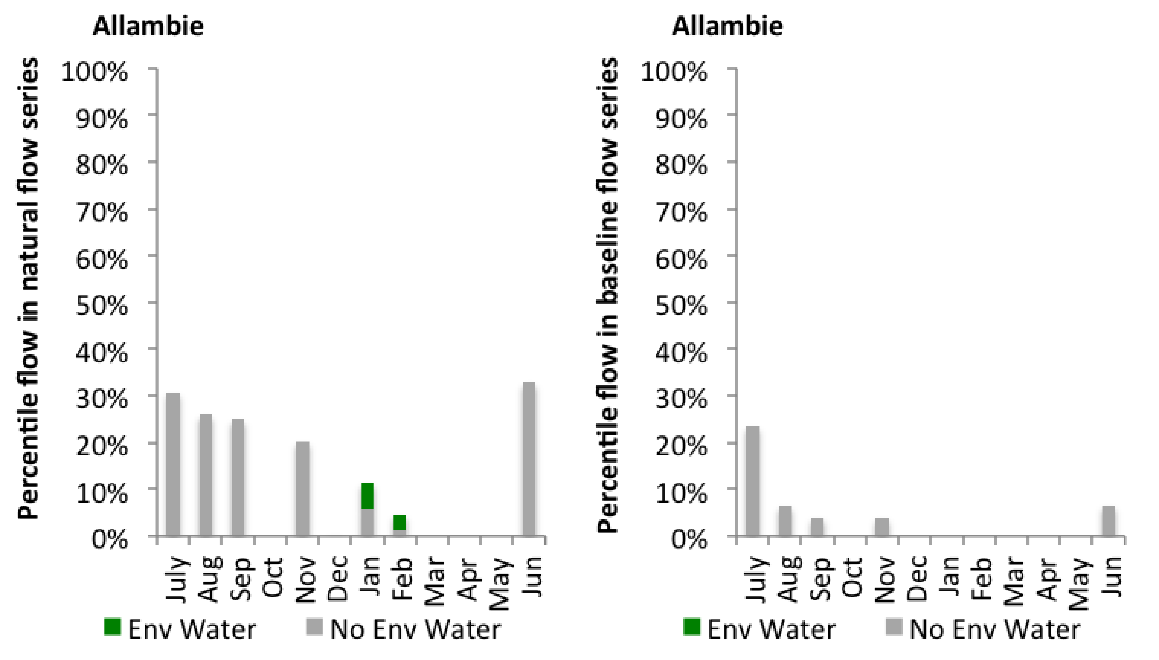 Allambie
Percentile flow in natural flow series
100%
90%
80%
70%
60%
50%
40%
30%
20%
10%
0%
July
Aug
Sep
Oct
Nov
Dec
Jan
Feb
Mar
Apr
May
Jun
Env Water
No Env Water
Allambie
Percentile flow in baseline flow series
100%
90%
80%
70%
60%
50%
40%
30%
20%
10%
0%
July
Aug
Sep
Oct
Nov
Dec
Jan
Feb
Mar
Apr
May
Jun
Env Water
No Env Water